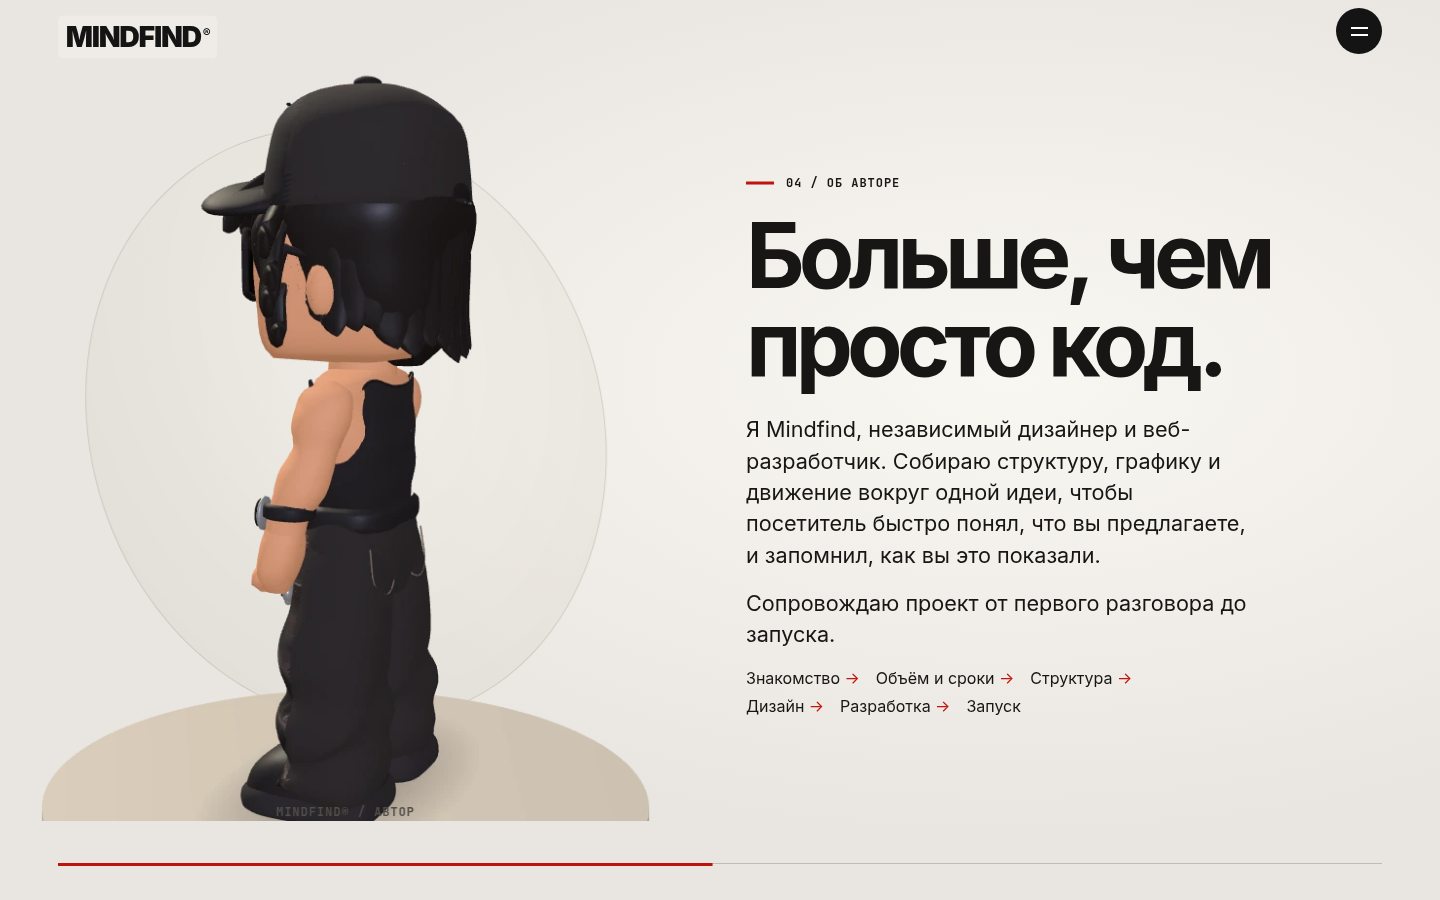 MINDFIND®
04 / ОБ АВТОРЕ
Больше, чем
просто код.
Я Mindfind, независимый дизайнер и веб-
разработчик. Собираю структуру, графику и
движение вокруг одной идеи, чтобы
посетитель быстро понял, что вы предлагаете,
и запомнил, как вы это показали.
Сопровождаю проект от первого разговора до
запуска.
Знакомство → Объём и сроки → Структура →
Дизайн → Разработка → Запуск
MINDFIND® / АВТОР